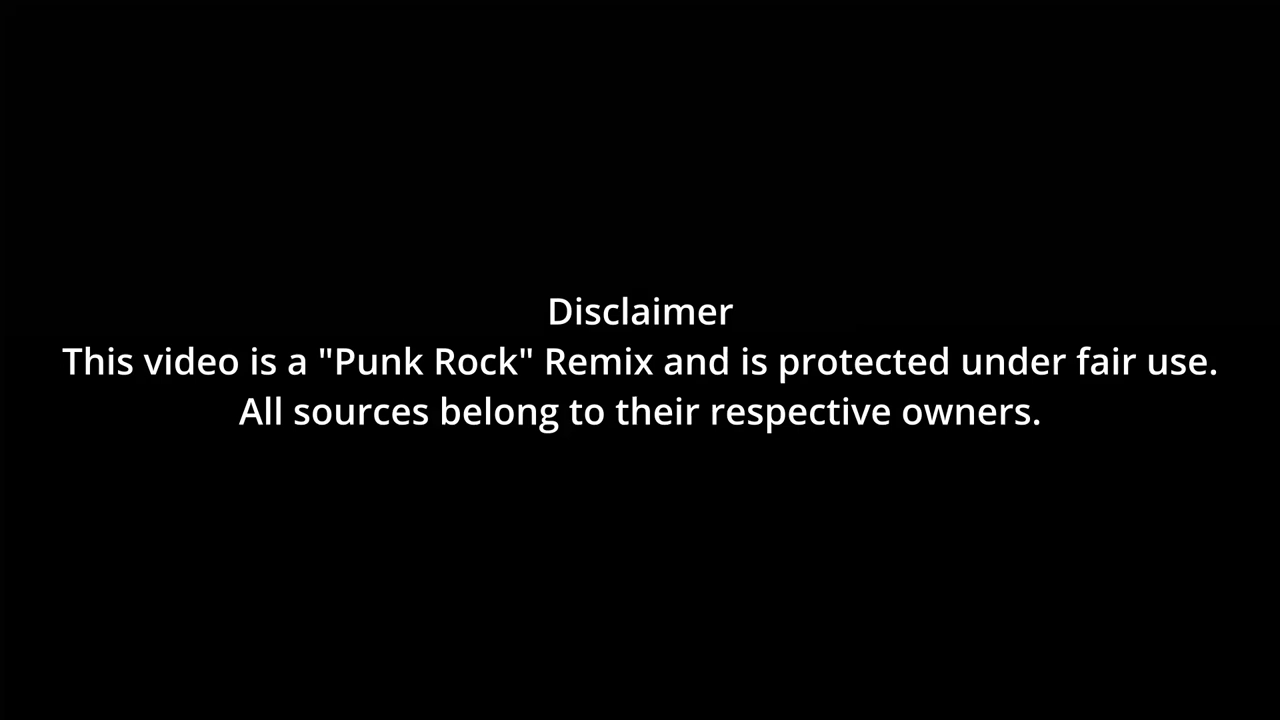 Disclaimer
This video is a "Punk Rock" Remix and is protected under fair use.
All sources belong to their respective owners.